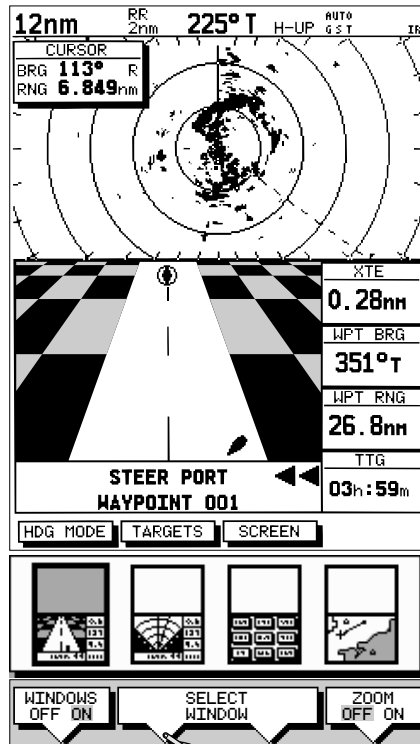 12nm RR 2nm 225°T H-UP AUTO GST IR
CURSOR
BRG 113° R
RNG 6.849nm
XTE
0.28nm
WPT BRG
351°T
WPT RNG
26.8nm
TTG
03h:59m
STEER PORT
WAYPOINT 001
HDG MODE TARGETS SCREEN
WINDOWS
OFF ON
SELECT
WINDOW
ZOOM
OFF ON